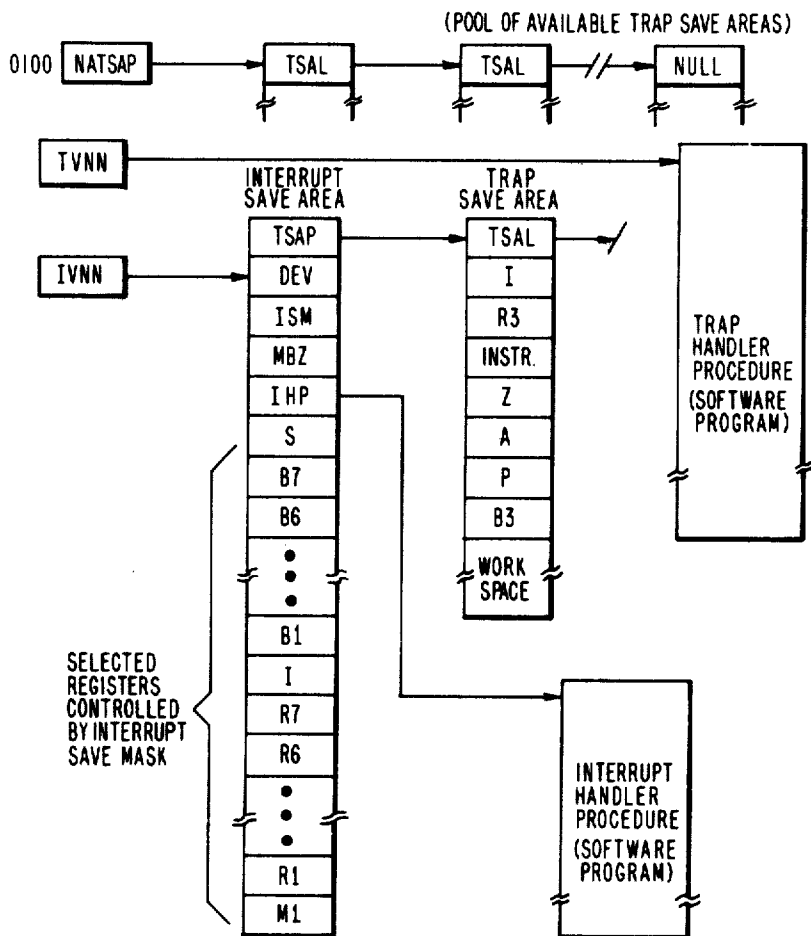 (POOL OF AVAILABLE TRAP SAVE AREAS)
0100 NATSAP TSAL TSAL NULL
TVNN
INTERRUPT
SAVE AREA
TRAP
SAVE AREA
IVNN
TSAP
DEV
ISM
MBZ
IHP
S
B7
B6
B1
I
R7
R6
R1
M1
TSAL
I
R3
INSTR.
Z
A
P
B3
WORK
SPACE
TRAP
HANDLER
PROCEDURE
(SOFTWARE
PROGRAM)
SELECTED
REGISTERS
CONTROLLED
BY INTERRUPT
SAVE MASK
INTERRUPT
HANDLER
PROCEDURE
(SOFTWARE
PROGRAM)